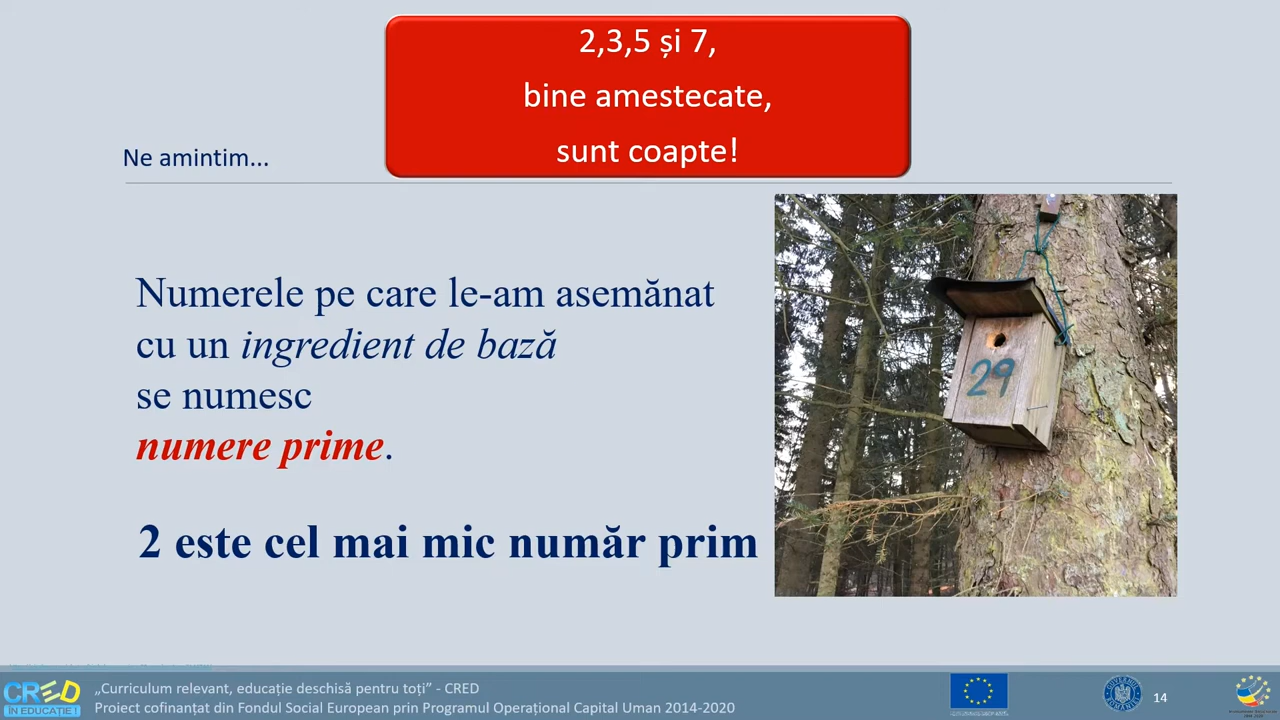 2,3,5 și 7,
bine amestecate,
sunt coapte!
Ne amintim...
Numerele pe care le-am asemănat
cu un ingredient de bază
se numesc
numere prime.
2 este cel mai mic număr prim
29
CRED
ÎN EDUCAȚIE !
„Curriculum relevant, educație deschisă pentru toți” - CRED
Proiect cofinanțat din Fondul Social European prin Programul Operațional Capital Uman 2014-2020
14